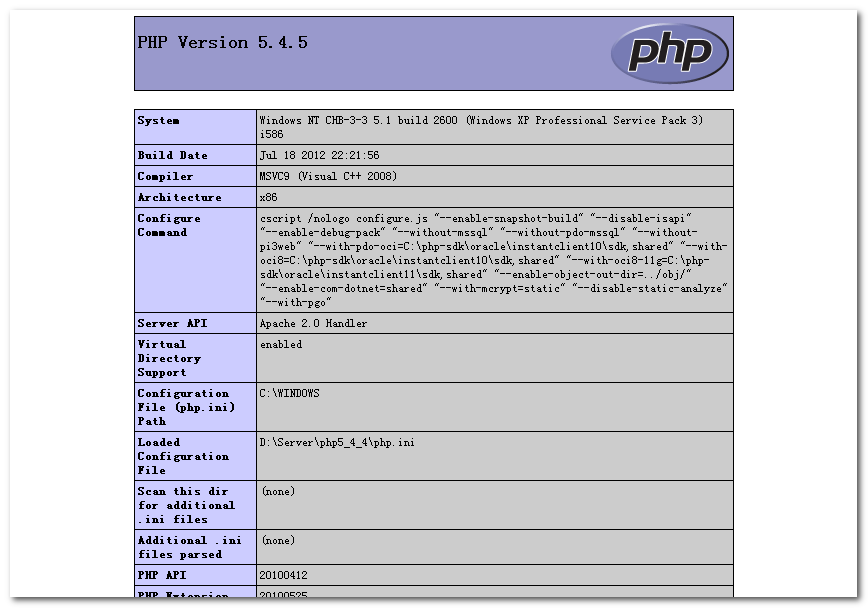 PHP Version 5.4.5
php
System
Windows NT CHB-3-3 5.1 build 2600 (Windows XP Professional Service Pack 3)
i586
Build Date
Jul 18 2012 22:21:56
Compiler
MSVC9 (Visual C++ 2008)
Architecture
x86
Configure
Command
cscript /nologo configure.js "--enable-snapshot-build" "--disable-isapi"
"--enable-debug-pack" "--without-mssql" "--without-pdo-mssql" "--without-
pi3web" "--with-pdo-oci=C:\php-sdk\oracle\instantclient10\sdk,shared" "--with-
oci8=C:\php-sdk\oracle\instantclient10\sdk,shared" "--with-oci8-11g=C:\php-
sdk\oracle\instantclient11\sdk,shared" "--enable-object-out-dir=../obj/"
"--enable-com-dotnet=shared" "--with-mcrypt=static" "--disable-static-analyze"
"--with-pgo"
Server API
Apache 2.0 Handler
Virtual
Directory
Support
enabled
Configuration
File (php.ini)
Path
C:\WINDOWS
Loaded
Configuration
File
D:\Server\php5_4_4\php.ini
Scan this dir
for additional
.ini files
(none)
Additional .ini
files parsed
(none)
PHP API
20100412
PHP Extension
20100525